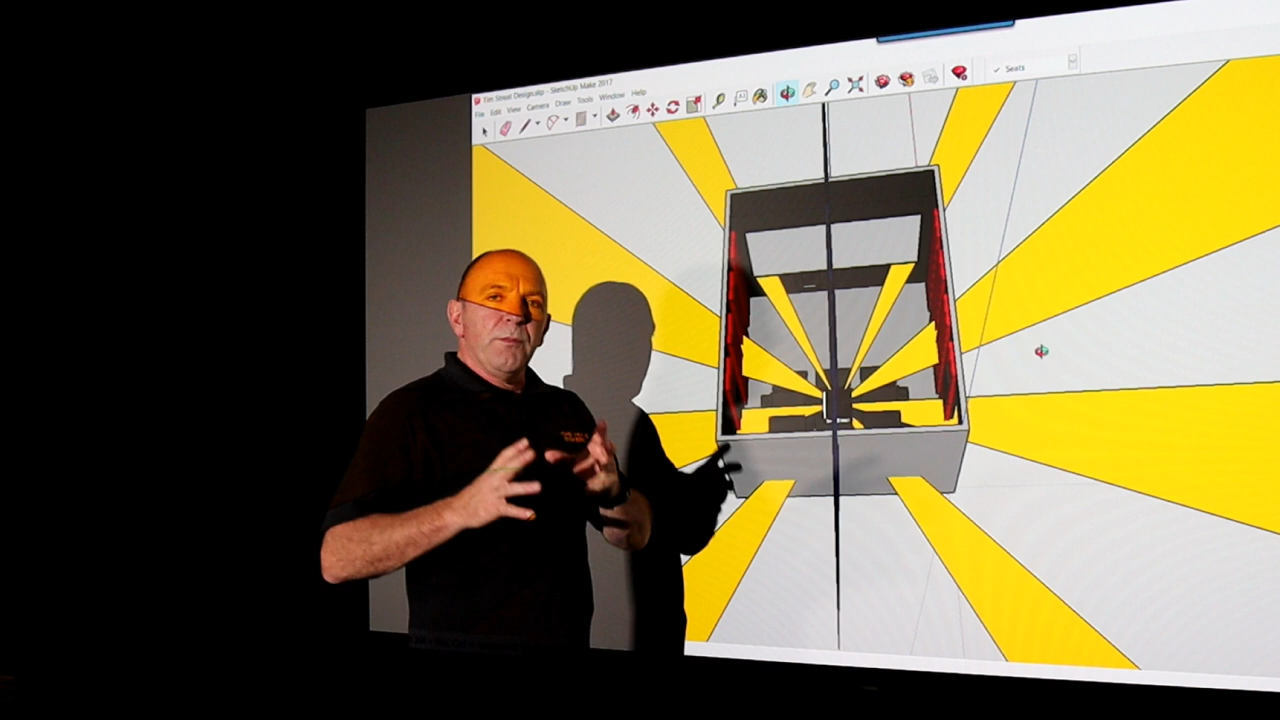 Tim Street Design.skp - SketchUp Make 2017
File Edit View Camera Draw Tools Window Help
Seats